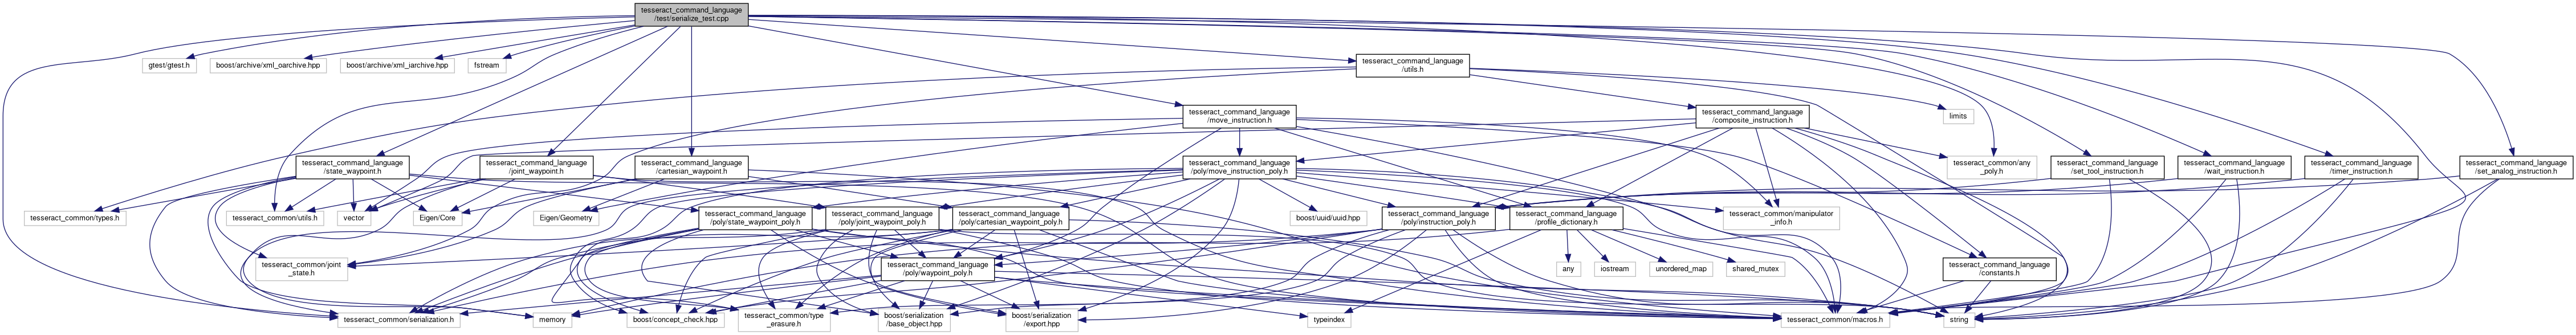 tesseract_command_language
/test/serialize_test.cpp
gtest/gtest.h
boost/archive/xml_oarchive.hpp
boost/archive/xml_iarchive.hpp
fstream
tesseract_command_language
/utils.h
tesseract_command_language
/move_instruction.h
tesseract_command_language
/composite_instruction.h
limits
tesseract_command_language
/state_waypoint.h
tesseract_command_language
/joint_waypoint.h
tesseract_command_language
/cartesian_waypoint.h
tesseract_command_language
/poly/move_instruction_poly.h
tesseract_common/any
_poly.h
tesseract_command_language
/set_tool_instruction.h
tesseract_command_language
/wait_instruction.h
tesseract_command_language
/timer_instruction.h
tesseract_command_language
/set_analog_instruction.h
tesseract_common/types.h
tesseract_common/utils.h
vector
Eigen/Core
Eigen/Geometry
tesseract_command_language
/poly/state_waypoint_poly.h
tesseract_command_language
/poly/joint_waypoint_poly.h
tesseract_command_language
/poly/cartesian_waypoint_poly.h
boost/uuid/uuid.hpp
tesseract_command_language
/poly/instruction_poly.h
tesseract_command_language
/profile_dictionary.h
tesseract_common/manipulator
_info.h
tesseract_common/joint
_state.h
tesseract_command_language
/poly/waypoint_poly.h
any
iostream
unordered_map
shared_mutex
tesseract_command_language
/constants.h
tesseract_common/serialization.h
memory
boost/concept_check.hpp
tesseract_common/type
_erasure.h
boost/serialization
/base_object.hpp
boost/serialization
/export.hpp
typeindex
tesseract_common/macros.h
string